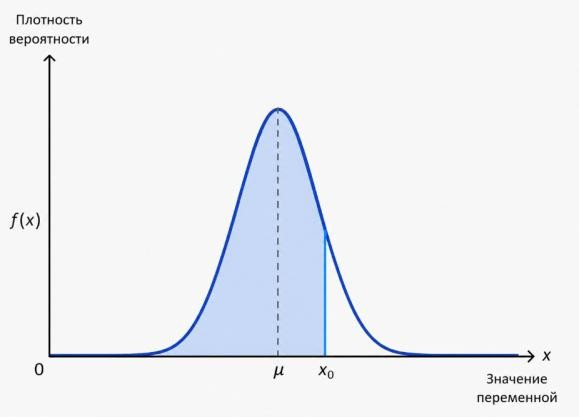 Плотность
вероятности
f(x)
0
μ
x₀
x
Значение
переменной